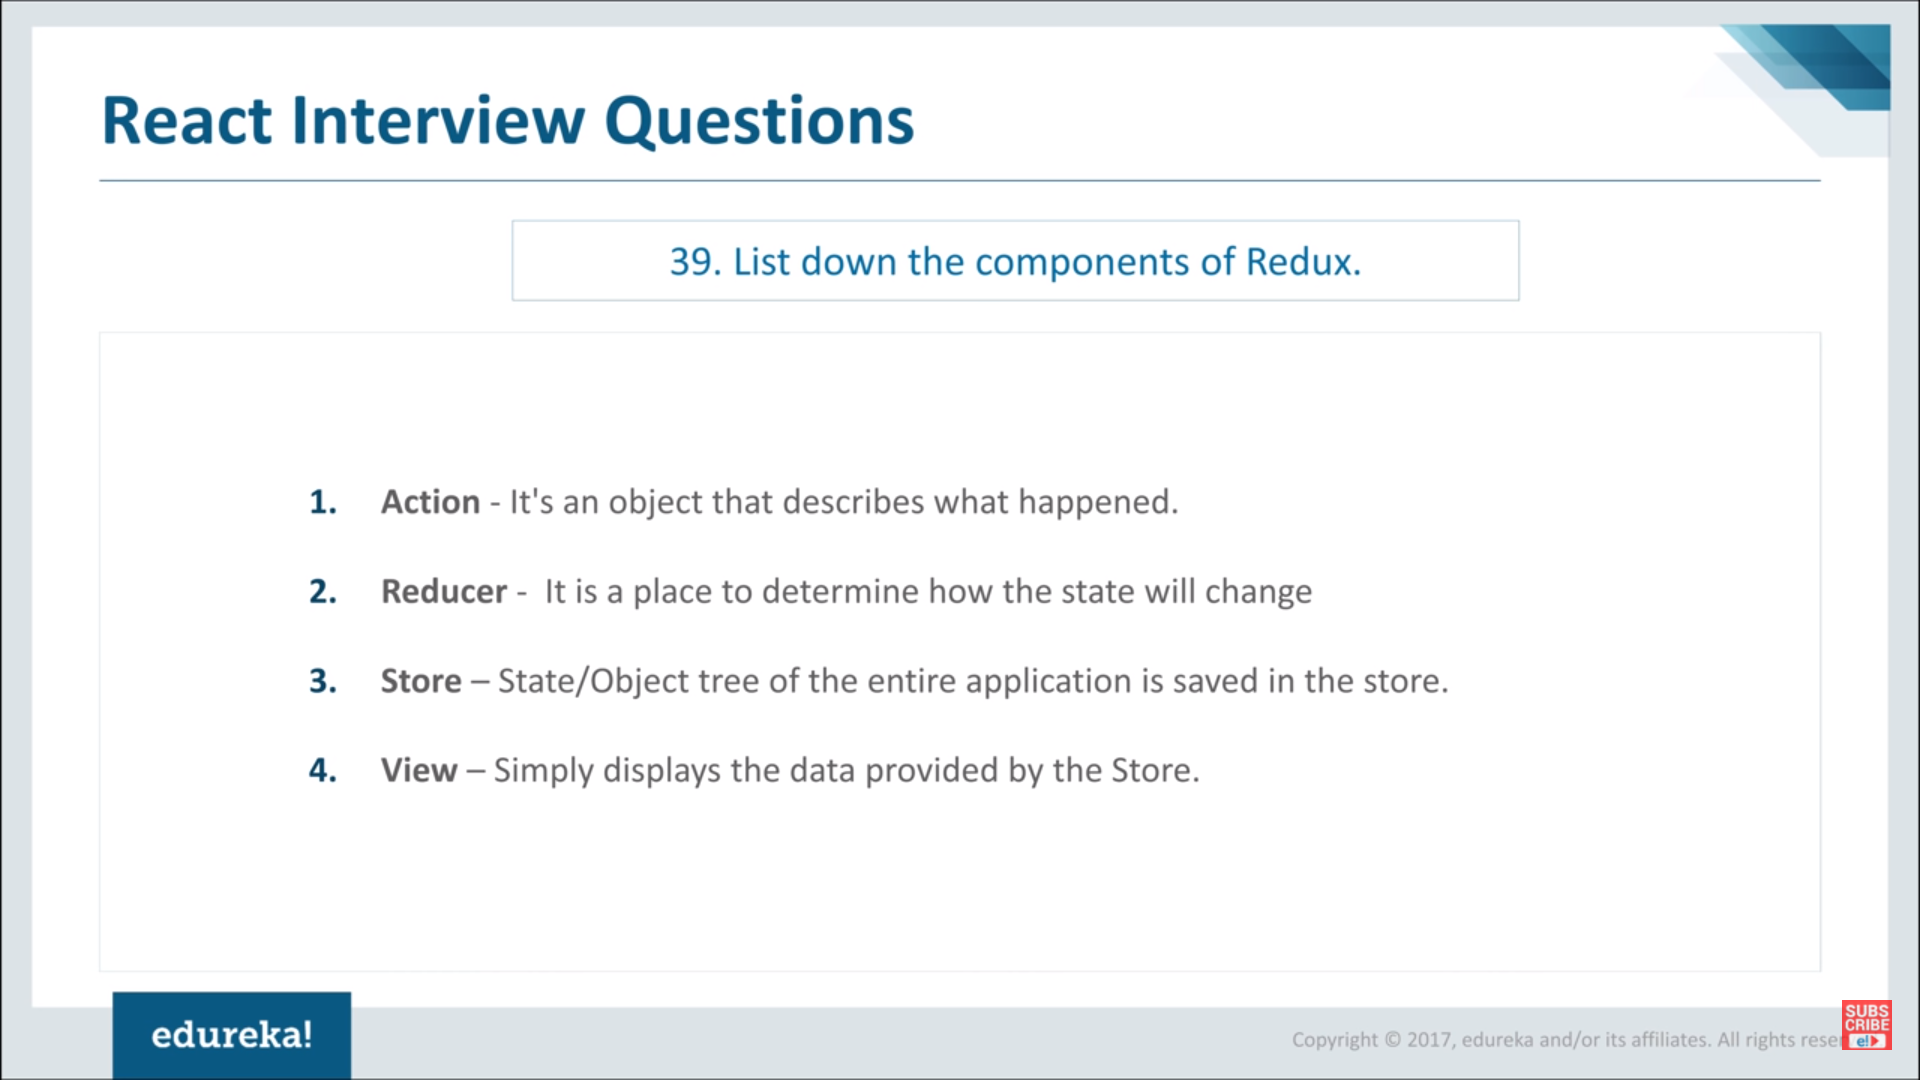 React Interview Questions
39. List down the components of Redux.
1. Action - It's an object that describes what happened.
2. Reducer - It is a place to determine how the state will change
3. Store – State/Object tree of the entire application is saved in the store.
4. View – Simply displays the data provided by the Store.
edureka!
Copyright © 2017, edureka and/or its affiliates. All rights
SUBS
CRIBE
e!